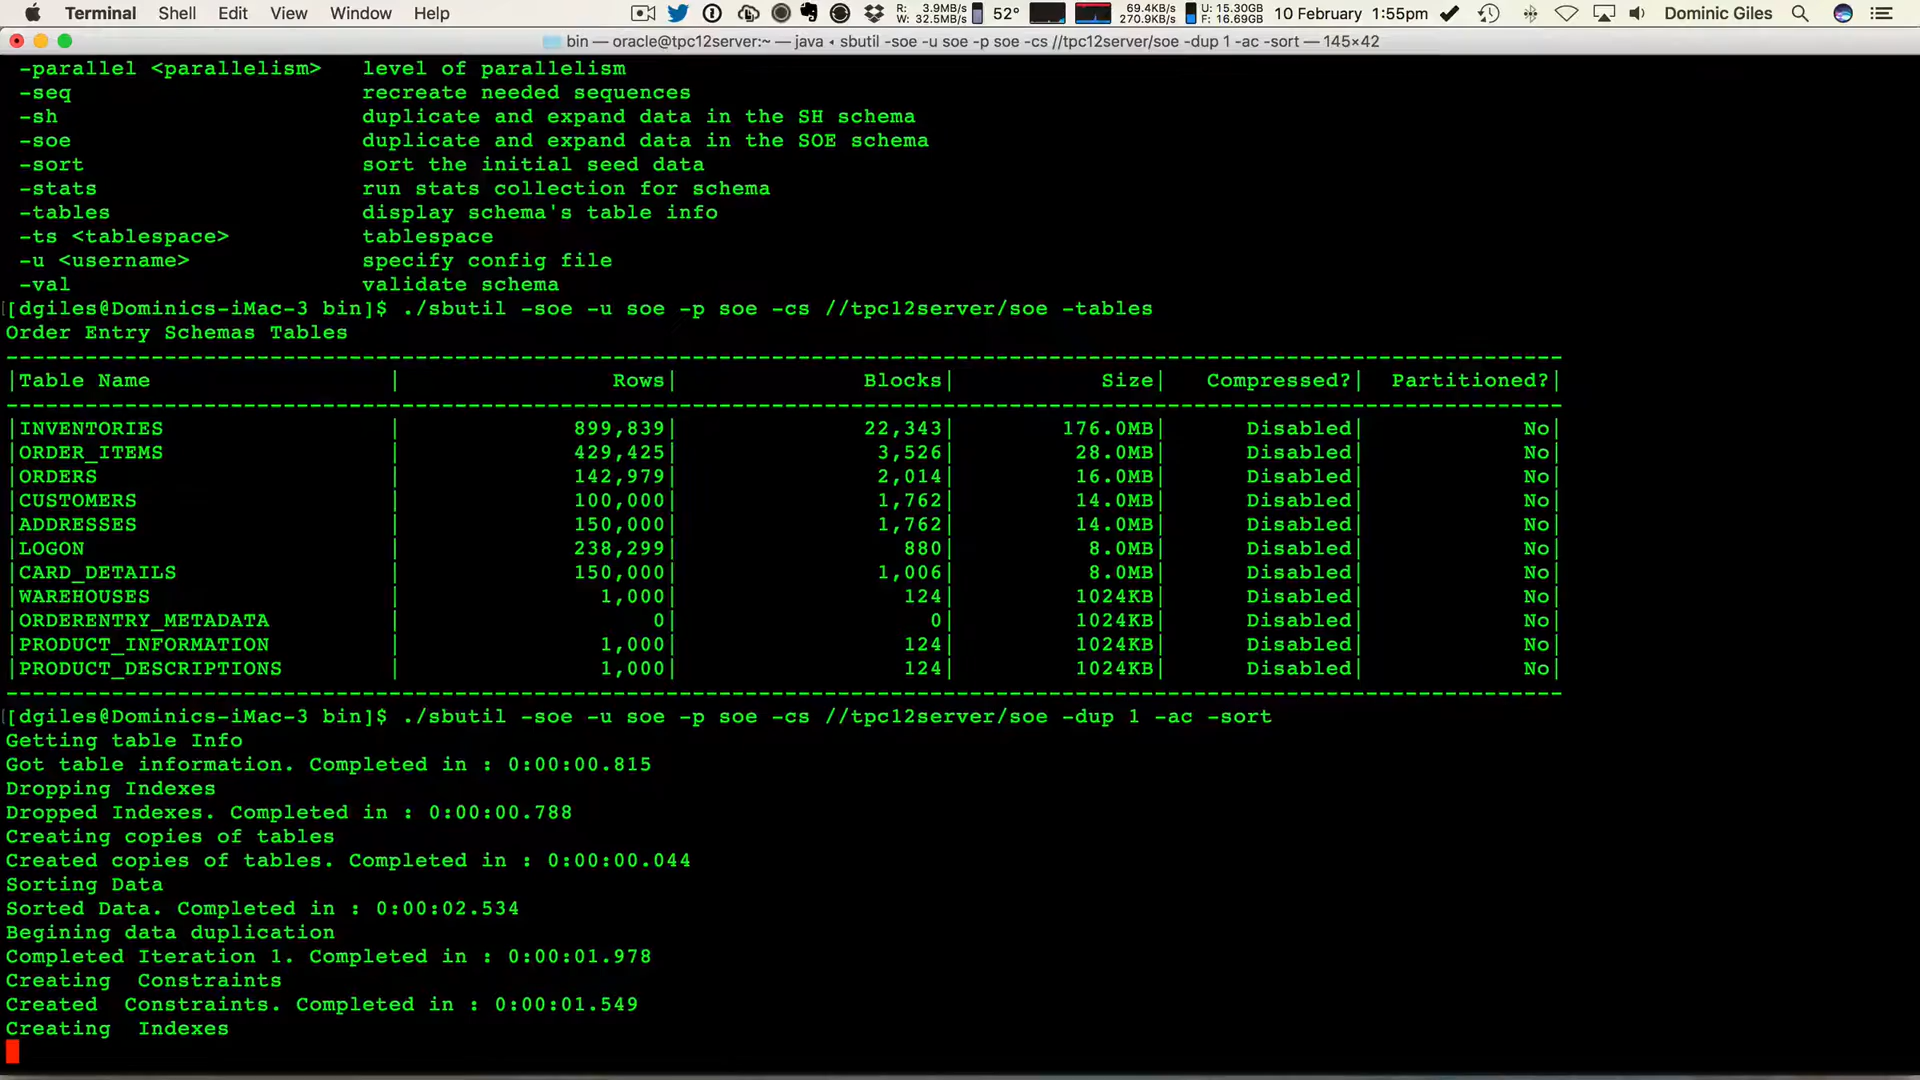 Terminal Shell Edit View Window Help R: 3.9MB/s W: 32.5MB/s 52° 69.4KB/s 270.9KB/s U: 15.30GB F: 16.69GB 10 February 1:55pm Dominic Giles
bin — oracle@tpc12server:~ — java ◂ sbutil -soe -u soe -p soe -cs //tpc12server/soe -dup 1 -ac -sort — 145×42
-parallel <parallelism> level of parallelism
-seq recreate needed sequences
-sh duplicate and expand data in the SH schema
-soe duplicate and expand data in the SOE schema
-sort sort the initial seed data
-stats run stats collection for schema
-tables display schema's table info
-ts <tablespace> tablespace
-u <username> specify config file
-val validate schema
[dgiles@Dominics-iMac-3 bin]$ ./sbutil -soe -u soe -p soe -cs //tpc12server/soe -tables
Order Entry Schemas Tables
|Table Name | Rows| Blocks| Size| Compressed?| Partitioned?|
|INVENTORIES | 899,839| 22,343| 176.0MB| Disabled| No|
|ORDER_ITEMS | 429,425| 3,526| 28.0MB| Disabled| No|
|ORDERS | 142,979| 2,014| 16.0MB| Disabled| No|
|CUSTOMERS | 100,000| 1,762| 14.0MB| Disabled| No|
|ADDRESSES | 150,000| 1,762| 14.0MB| Disabled| No|
|LOGON | 238,299| 880| 8.0MB| Disabled| No|
|CARD_DETAILS | 150,000| 1,006| 8.0MB| Disabled| No|
|WAREHOUSES | 1,000| 124| 1024KB| Disabled| No|
|ORDERENTRY_METADATA | 0| 0| 1024KB| Disabled| No|
|PRODUCT_INFORMATION | 1,000| 124| 1024KB| Disabled| No|
|PRODUCT_DESCRIPTIONS | 1,000| 124| 1024KB| Disabled| No|
[dgiles@Dominics-iMac-3 bin]$ ./sbutil -soe -u soe -p soe -cs //tpc12server/soe -dup 1 -ac -sort
Getting table Info
Got table information. Completed in : 0:00:00.815
Dropping Indexes
Dropped Indexes. Completed in : 0:00:00.788
Creating copies of tables
Created copies of tables. Completed in : 0:00:00.044
Sorting Data
Sorted Data. Completed in : 0:00:02.534
Begining data duplication
Completed Iteration 1. Completed in : 0:00:01.978
Creating  Constraints
Created  Constraints. Completed in : 0:00:01.549
Creating  Indexes